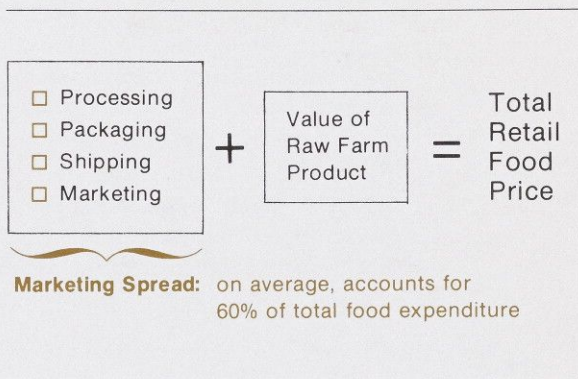 Processing
Packaging
Shipping
Marketing
+
Value of
Raw Farm
Product
=
Total
Retail
Food
Price
Marketing Spread: on average, accounts for
60% of total food expenditure